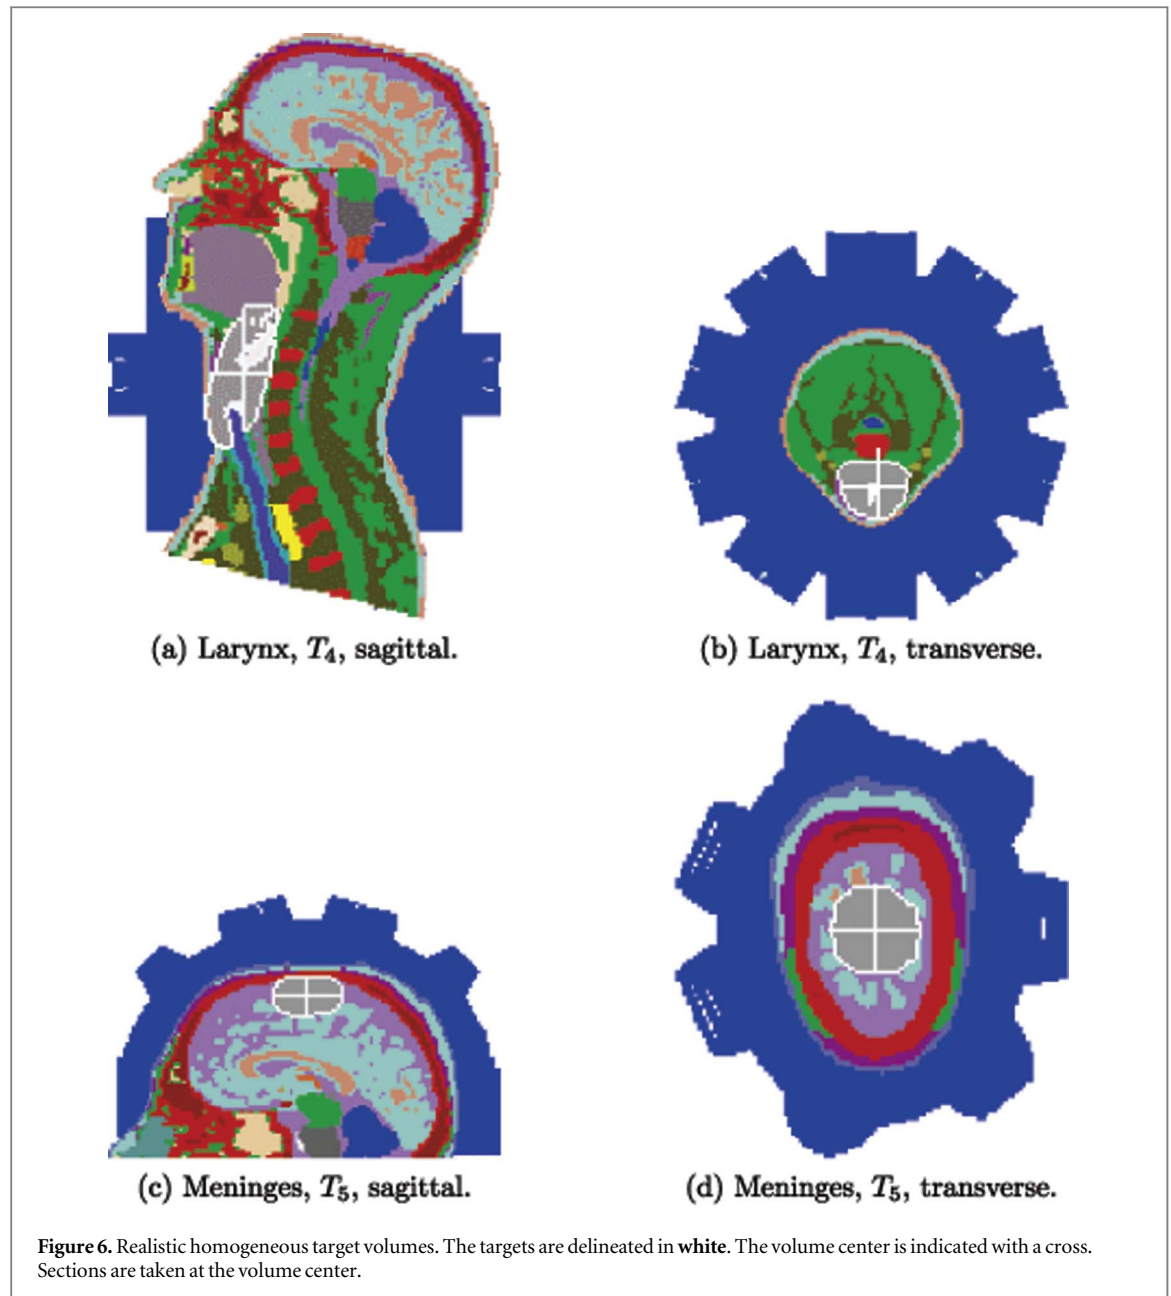 (a) Larynx, T4, sagittal.
(b) Larynx, T4, transverse.
(c) Meninges, T5, sagittal.
(d) Meninges, T5, transverse.
Figure 6. Realistic homogeneous target volumes. The targets are delineated in white. The volume center is indicated with a cross.
Sections are taken at the volume center.